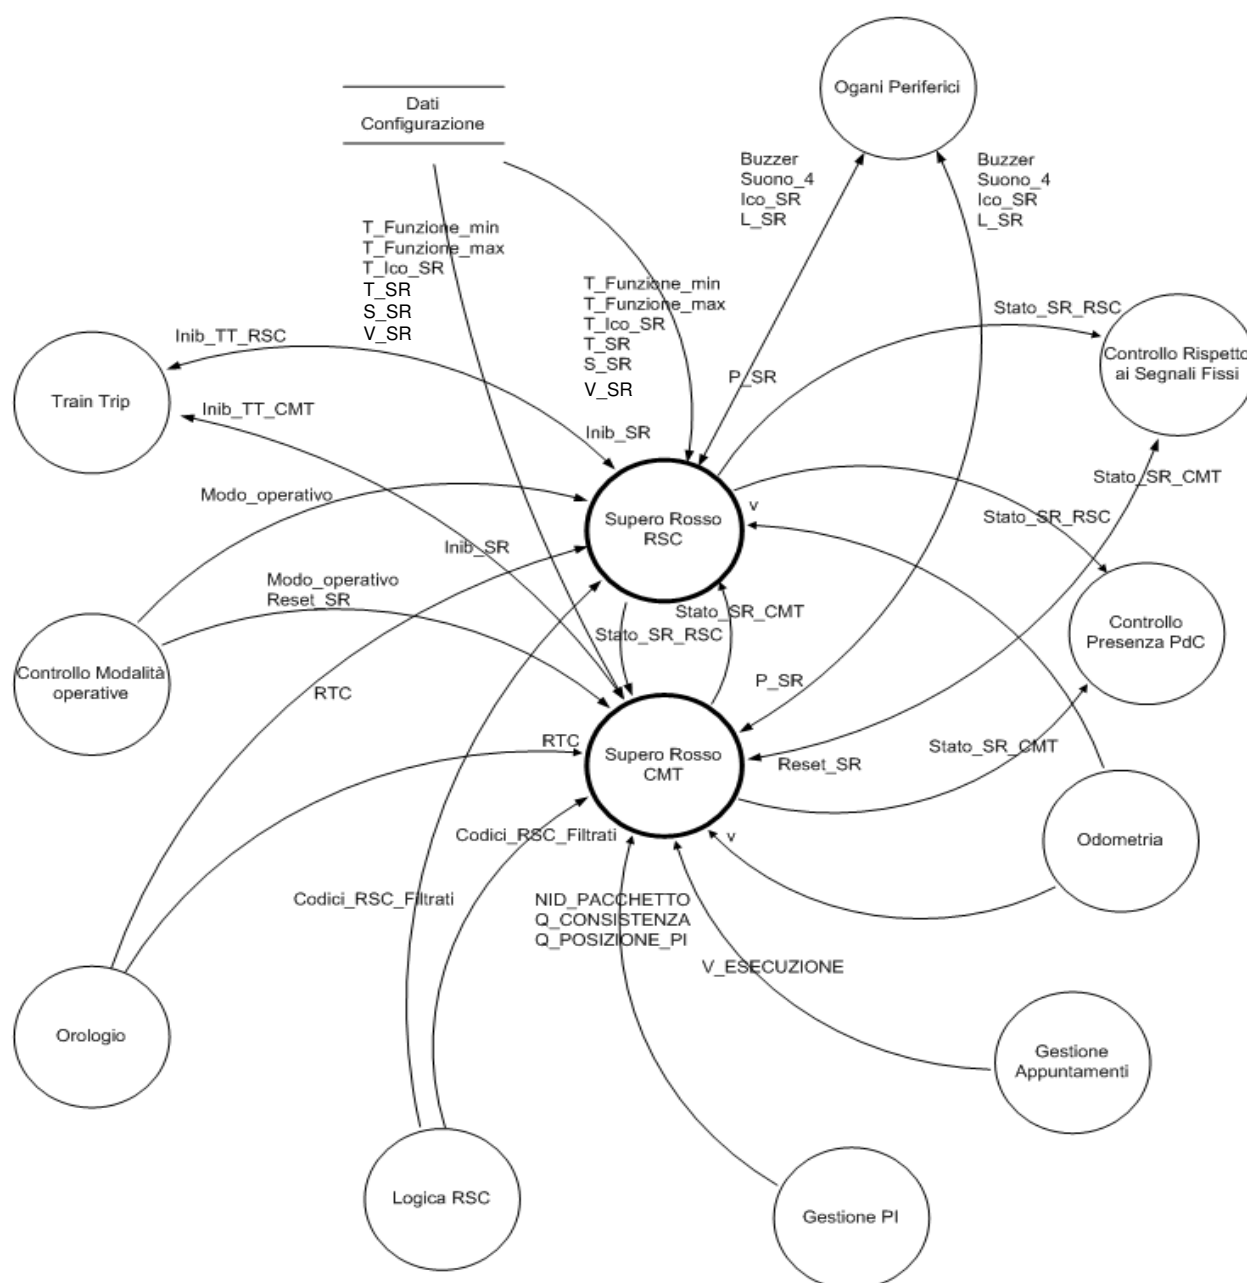 Ogani Periferici
Dati
Configurazione
Buzzer
Suono_4
Ico_SR
L_SR
Buzzer
Suono_4
Ico_SR
L_SR
T_Funzione_min
T_Funzione_max
T_Ico_SR
T_SR
S_SR
V_SR
T_Funzione_min
T_Funzione_max
T_Ico_SR
T_SR
S_SR
V_SR
Stato_SR_RSC
Inib_TT_RSC
Controllo Rispetto
ai Segnali Fissi
Train Trip
P_SR
Inib_TT_CMT
Inib_SR
Stato_SR_CMT
Modo_operativo
Supero Rosso
RSC
v
Stato_SR_RSC
Inib_SR
Modo_operativo
Reset_SR
Stato_SR_CMT
Stato_SR_RSC
Controllo
Presenza PdC
Controllo Modalità
operative
RTC
P_SR
RTC
Supero Rosso
CMT
Stato_SR_CMT
Reset_SR
Codici_RSC_Filtrati
v
Odometria
Codici_RSC_Filtrati
NID_PACCHETTO
Q_CONSISTENZA
Q_POSIZIONE_PI
V_ESECUZIONE
Orologio
Gestione
Appuntamenti
Logica RSC
Gestione PI